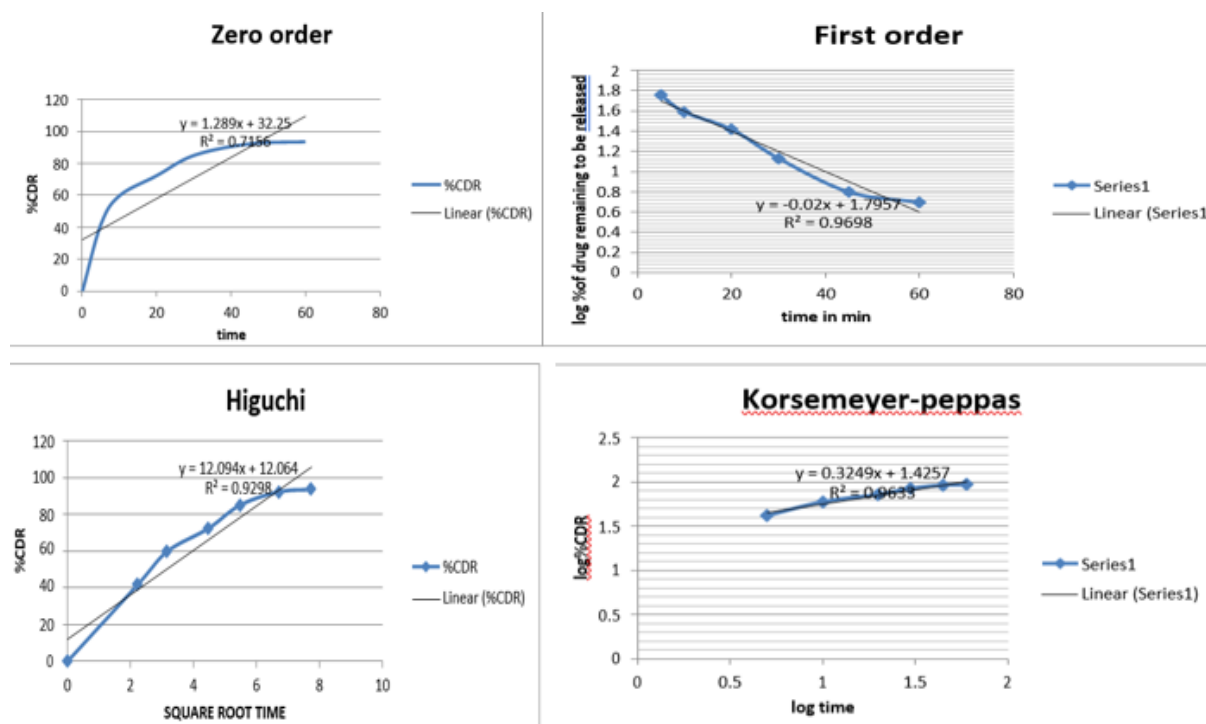 Zero order
120
100
80
60
40
20
0
%CDR
y = 1.289x + 32.25
R² = 0.7156
%CDR
Linear (%CDR)
0 20 40 60 80
time
First order
2
1.8
1.6
1.4
1.2
1
0.8
0.6
0.4
0.2
0
log %of drug remaining to be released
y = -0.02x + 1.7957
R² = 0.9698
Series1
Linear (Series1
0 20 40 60 80
time in min
Higuchi
120
100
80
60
40
20
0
%CDR
y = 12.094x + 12.064
R² = 0.9298
%CDR
Linear (%CDR)
0 2 4 6 8 10
SQUARE ROOT TIME
Korsemeyer-peppas
2.5
2
1.5
1
0.5
0
log%CDR
y = 0.3249x + 1.4257
R² = 0.9633
Series1
Linear (Series1)
0 0.5 1 1.5 2
log time